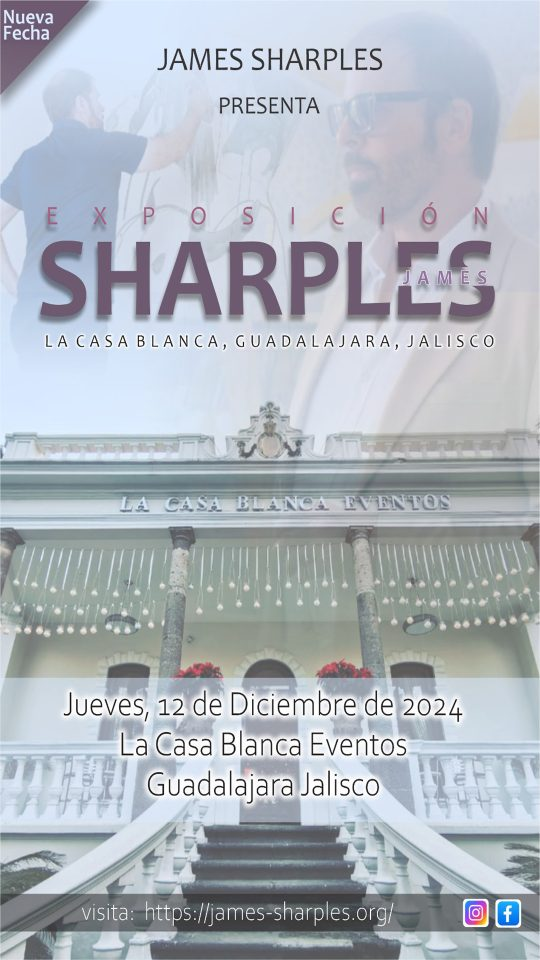 Nueva
Fecha
JAMES SHARPLES
PRESENTA
EXPOSICIÓN
SHARPLES
JAMES
LA CASA BLANCA, GUADALAJARA, JALISCO
LA CASA BLANCA EVENTOS
Jueves, 12 de Diciembre de 2024
La Casa Blanca Eventos
Guadalajara Jalisco
visita: https://james-sharples.org/